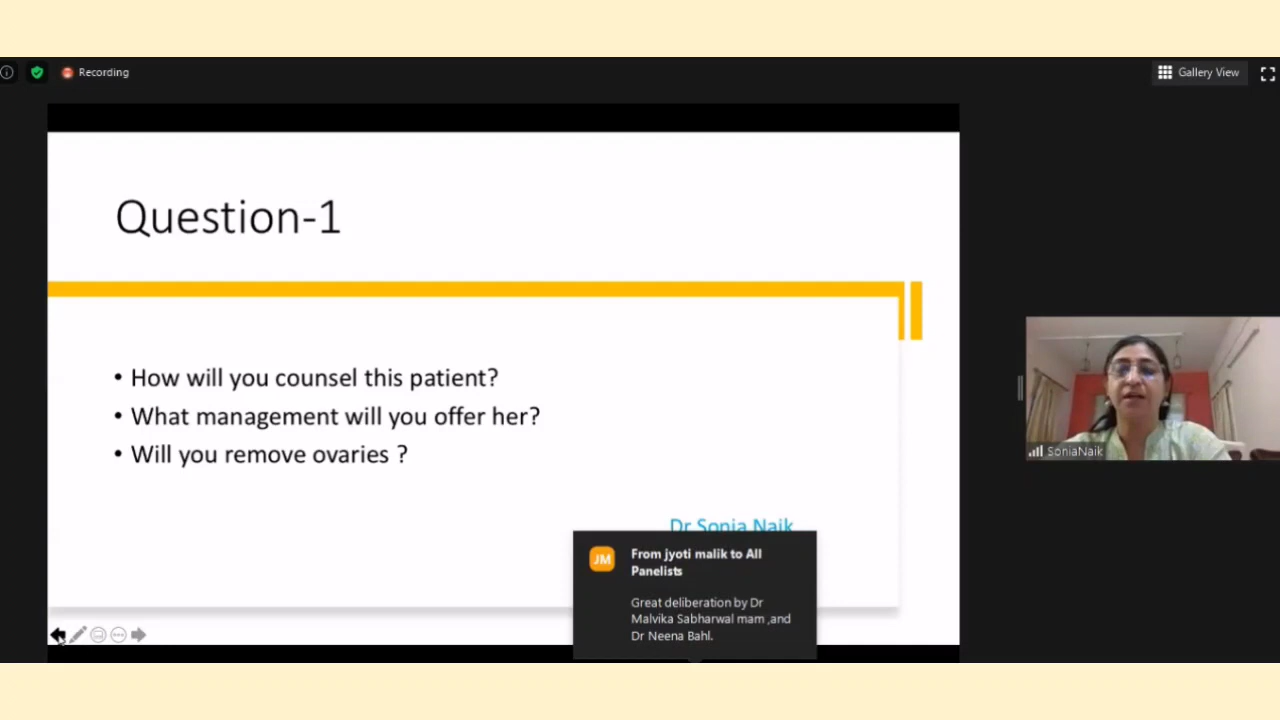 Recording
Gallery View
Question-1
• How will you counsel this patient?
• What management will you offer her?
• Will you remove ovaries ?
Dr Sonia Naik
JM
From jyoti malik to All
Panelists
Great deliberation by Dr
Malvika Sabharwal mam ,and
Dr Neena Bahl.
SoniaNaik